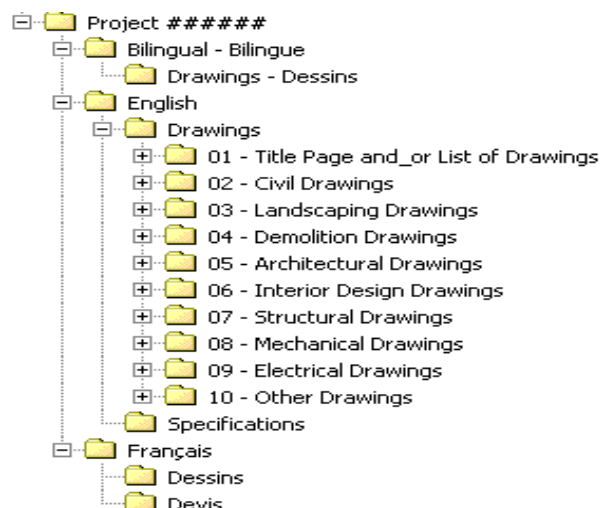 Project ######
Bilingual - Bilingue
Drawings - Dessins
English
Drawings
01 - Title Page and_or List of Drawings
02 - Civil Drawings
03 - Landscaping Drawings
04 - Demolition Drawings
05 - Architectural Drawings
06 - Interior Design Drawings
07 - Structural Drawings
08 - Mechanical Drawings
09 - Electrical Drawings
10 - Other Drawings
Specifications
Français
Dessins
Devis